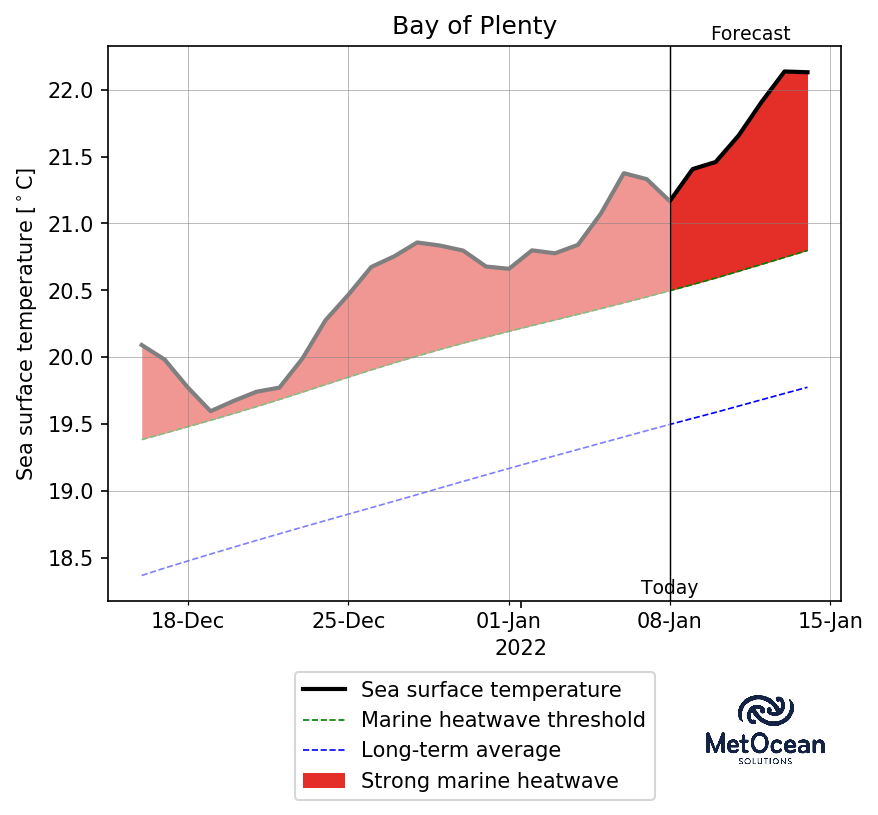 Bay of Plenty
Forecast
Sea surface temperature [°C]
22.0
21.5
21.0
20.5
20.0
19.5
19.0
18.5
Today
18-Dec
25-Dec
01-Jan
08-Jan
15-Jan
2022
Sea surface temperature
Marine heatwave threshold
Long-term average
Strong marine heatwave
MetOcean
SOLUTIONS